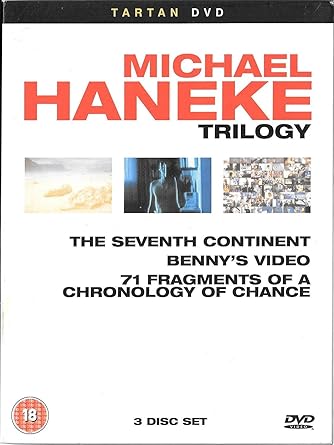 TARTAN DVD
MICHAEL
HANEKE
TRILOGY
THE SEVENTH CONTINENT
BENNY'S VIDEO
71 FRAGMENTS OF A
CHRONOLOGY OF CHANCE
18
3 DISC SET
DVD
VIDEO